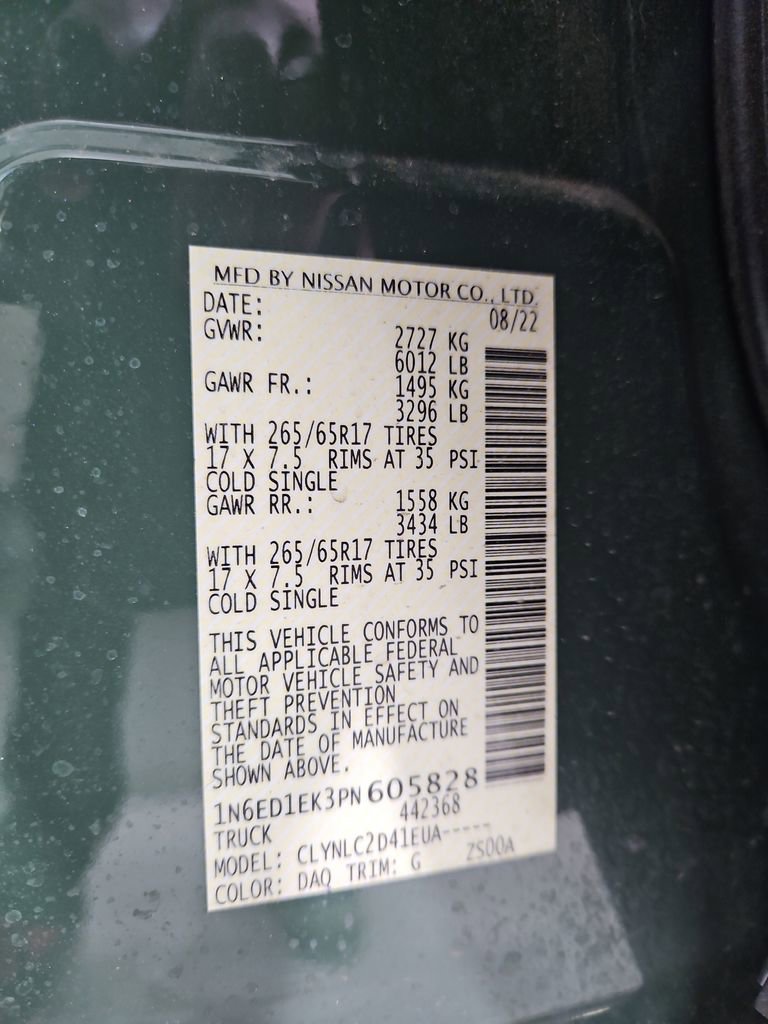 MFD BY NISSAN MOTOR CO., LTD.
DATE: 08/22
GVWR: 2727 KG
6012 LB
GAWR FR.: 1495 KG
3296 LB
WITH 265/65R17 TIRES
17 X 7.5 RIMS AT 35 PSI
COLD SINGLE
GAWR RR.: 1558 KG
3434 LB
WITH 265/65R17 TIRES
17 X 7.5 RIMS AT 35 PSI
COLD SINGLE
THIS VEHICLE CONFORMS TO
ALL APPLICABLE FEDERAL
MOTOR VEHICLE SAFETY AND
THEFT PREVENTION
STANDARDS IN EFFECT ON
THE DATE OF MANUFACTURE
SHOWN ABOVE.
1N6ED1EK3PN605828
TRUCK 442368
MODEL: CLYNLC2D41EUA-----
COLOR: DAQ TRIM: G ZS00A